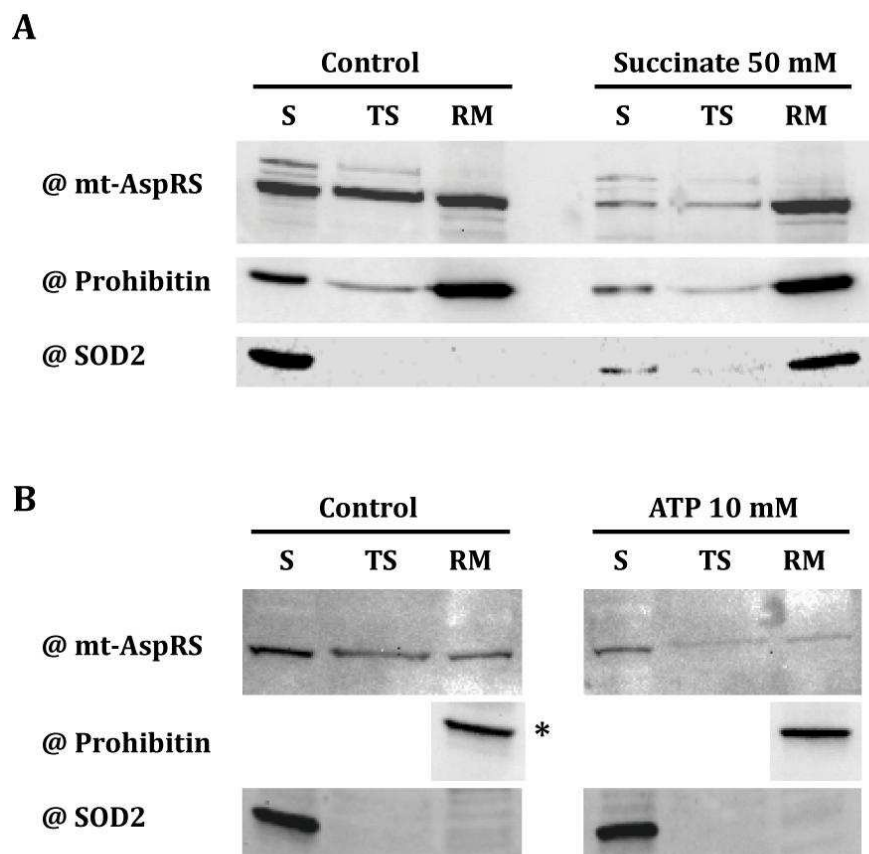 A
Control Succinate 50 mM
S TS RM S TS RM
@ mt-AspRS
@ Prohibitin
@ SOD2
B
Control ATP 10 mM
S TS RM S TS RM
@ mt-AspRS
@ Prohibitin *
@ SOD2